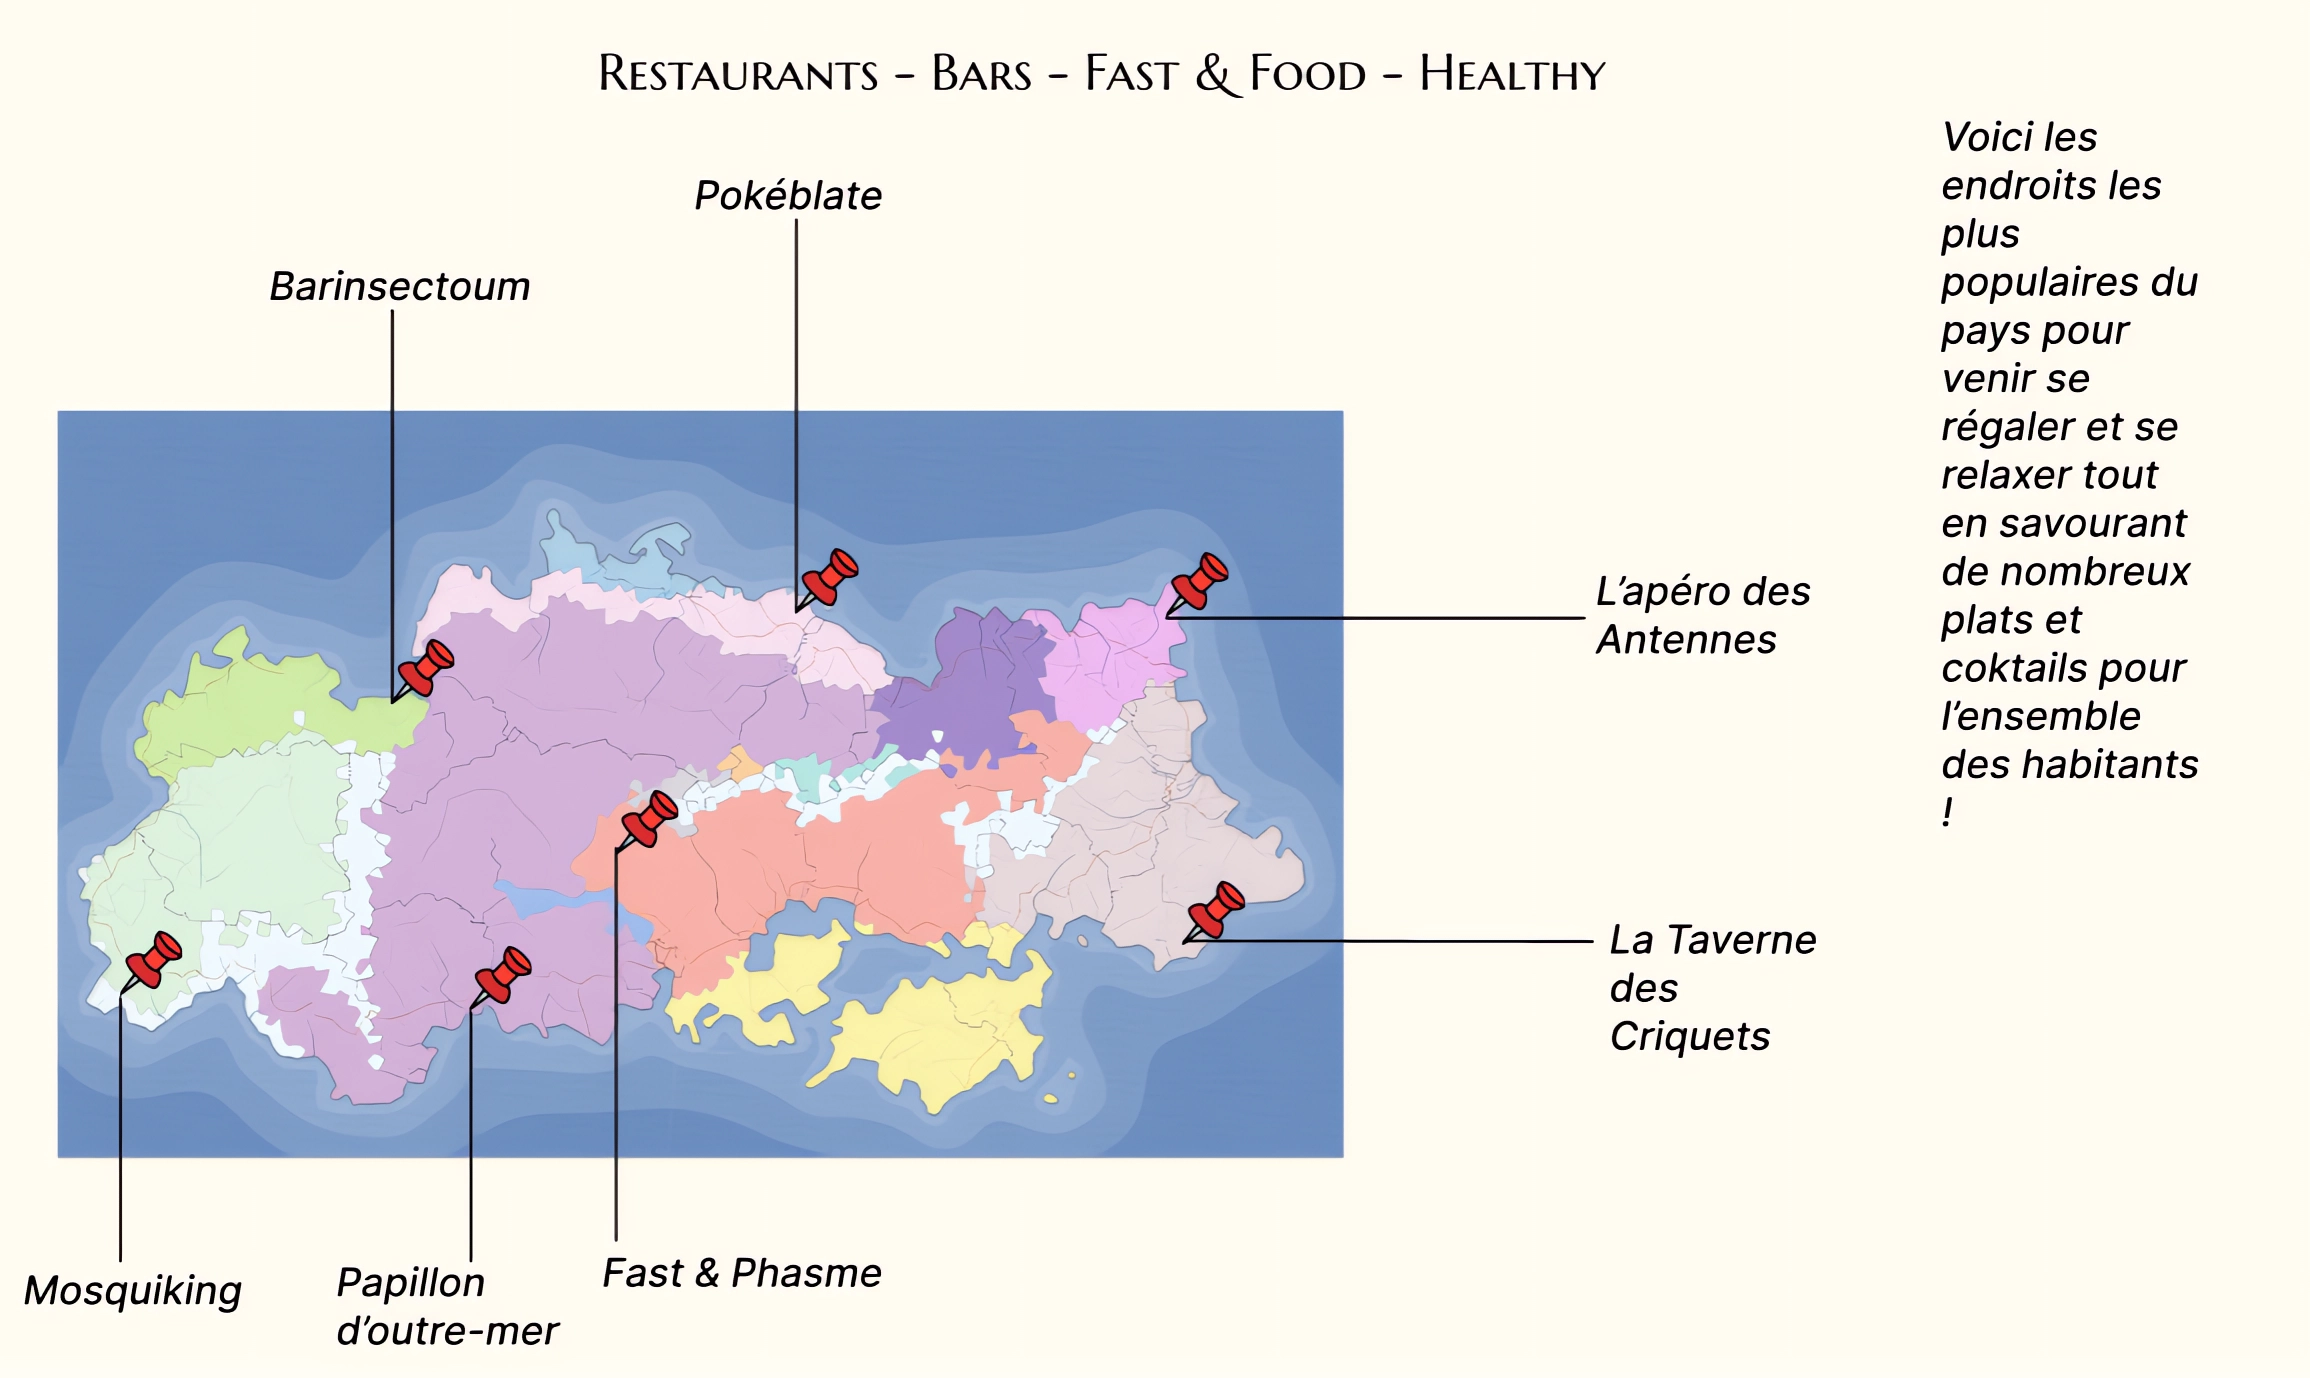 Restaurants - Bars - Fast & Food - Healthy
Pokéblate
Barinsectoum
L'apéro des
Antennes
La Taverne
des
Criquets
Mosquiking
Papillon
d'outre-mer
Fast & Phasme
Voici les
endroits les
plus
populaires du
pays pour
venir se
régaler et se
relaxer tout
en savourant
de nombreux
plats et
coktails pour
l'ensemble
des habitants
!